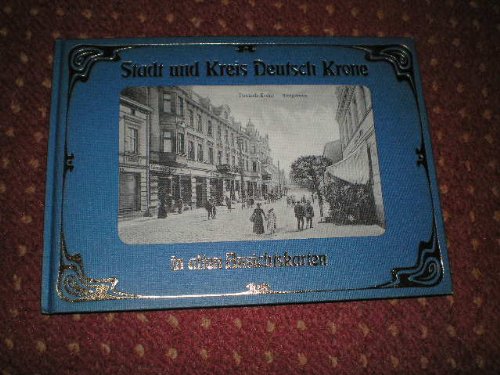 Stadt und Kreis Deutsch Krone
Deutsch-Krone
in alten Ansichtskarten